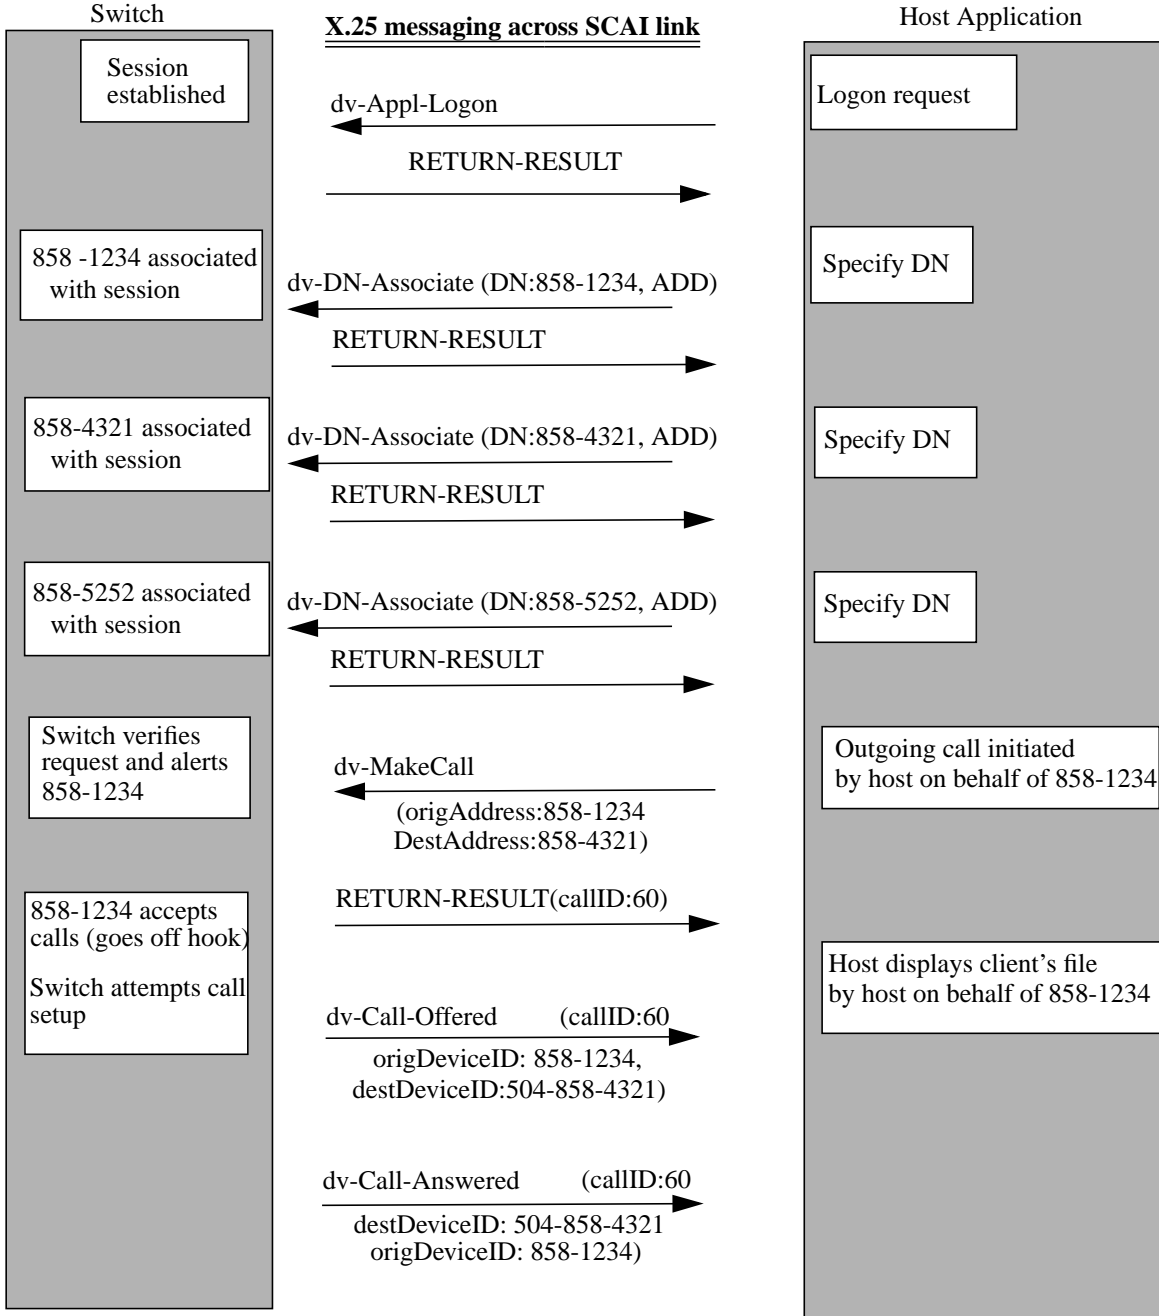 Switch
X.25 messaging across SCAI link
Host Application
Session
established
dv-Appl-Logon
Logon request
RETURN-RESULT
858 -1234 associated
with session
dv-DN-Associate (DN:858-1234, ADD)
Specify DN
RETURN-RESULT
858-4321 associated
with session
dv-DN-Associate (DN:858-4321, ADD)
Specify DN
RETURN-RESULT
858-5252 associated
with session
dv-DN-Associate (DN:858-5252, ADD)
Specify DN
RETURN-RESULT
Switch verifies
request and alerts
858-1234
dv-MakeCall
(origAddress:858-1234
DestAddress:858-4321)
Outgoing call initiated
by host on behalf of 858-1234
858-1234 accepts
calls (goes off hook)
Switch attempts call
setup
RETURN-RESULT(callID:60)
Host displays client's file
by host on behalf of 858-1234
dv-Call-Offered (callID:60
origDeviceID: 858-1234,
destDeviceID:504-858-4321)
dv-Call-Answered (callID:60
destDeviceID: 504-858-4321
origDeviceID: 858-1234)